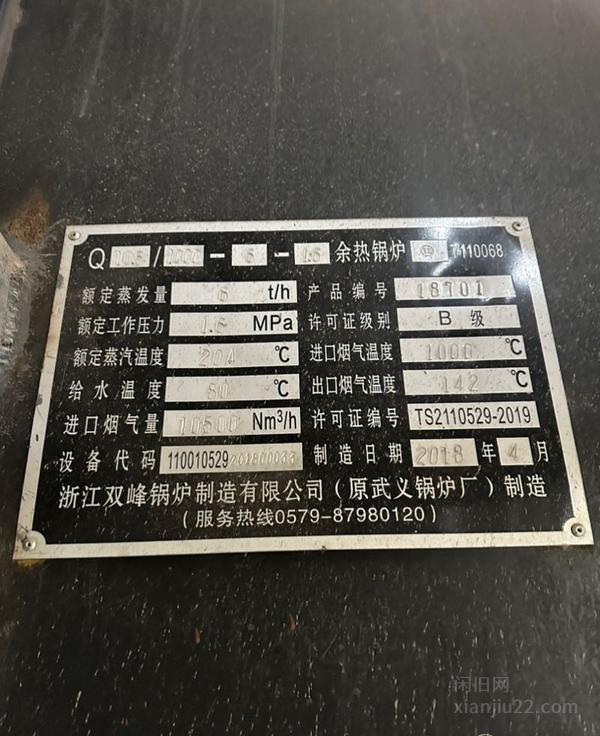 Q 10.5/1000-6-1.6 余热锅炉 7110068
额定蒸发量 6 t/h 产品编号 18701
额定工作压力 1.6 MPa 许可证级别 B 级
额定蒸汽温度 204 ℃ 进口烟气温度 1000 ℃
给水温度 80 ℃ 出口烟气温度 142 ℃
进口烟气量 10500 Nm³/h 许可证编号 TS2110529-2019
设备代码 110010529201800033 制造日期 2018 年 4 月
浙江双峰锅炉制造有限公司(原武义锅炉厂)制造
(服务热线0579-87980120)
闲旧网
xianjiu22.com